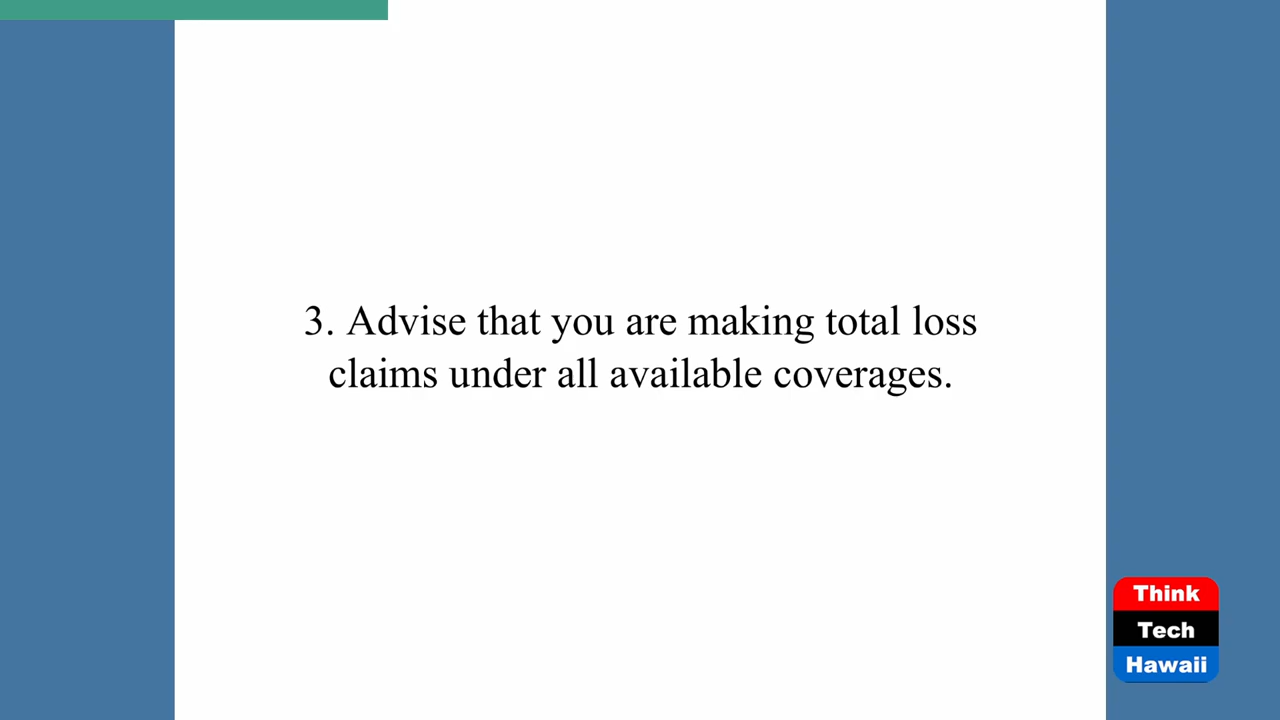 3. Advise that you are making total loss
claims under all available coverages.
Think
Tech
Hawaii